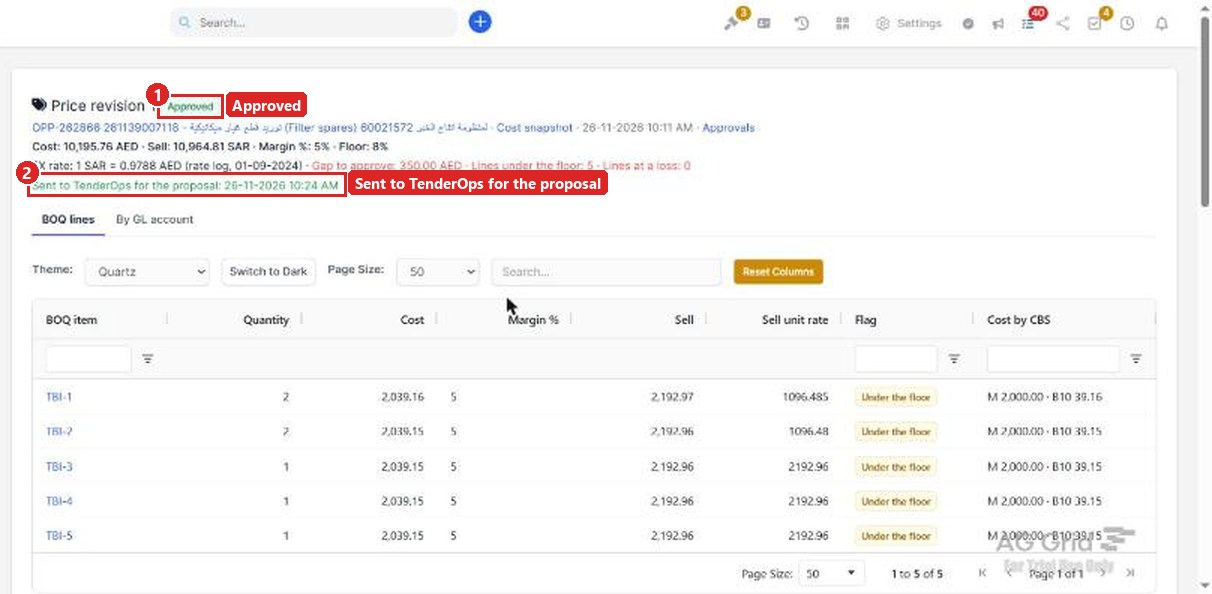 Search...
3
Settings
40
4
1
Price revision
Approved
Approved
OPP-262866 261139007118 - توريد قطع غيار ميكانيكية (Filter spares) 60021572 لمنظومة انتاج · Cost snapshot · 26-11-2026 10:11 AM · Approvals
Cost: 10,195.76 AED · Sell: 10,964.81 SAR · Margin %: 5% · Floor: 8%
rate: 1 SAR = 0.9788 AED (rate log, 01-09-2024) · Gap to approve: 350.00 AED · Lines under the floor: 5 · Lines at a loss: 0
2
Sent to TenderOps for the proposal: 26-11-2026 10:24 AM
Sent to TenderOps for the proposal
BOQ lines By GL account
Theme: Quartz Switch to Dark Page Size: 50 Search... Reset Columns
BOQ item Quantity Cost Margin % Sell Sell unit rate Flag Cost by CBS
TBI-1 2 2,039.16 5 2,192.97 1096.485 Under the floor M 2,000.00 · B10 39.16
TBI-2 2 2,039.15 5 2,192.96 1096.48 Under the floor M 2,000.00 · B10 39.15
TBI-3 1 2,039.15 5 2,192.96 2192.96 Under the floor M 2,000.00 · B10 39.15
TBI-4 1 2,039.15 5 2,192.96 2192.96 Under the floor M 2,000.00 · B10 39.15
TBI-5 1 2,039.15 5 2,192.96 2192.96 Under the floor M 2,000.00 · B10 39.15
AG Grid
For Trial Use Only
Page Size: 50 1 to 5 of 5 Page 1 of 1